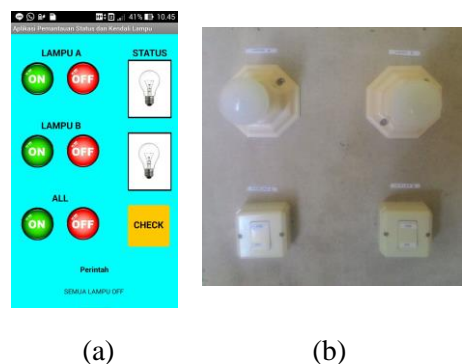 41% 10.45
Aplikasi Pemantauan Status dan Kendali Lampu
LAMPU A STATUS
ON OFF
LAMPU B
ON OFF
ALL
ON OFF CHECK
Perintah
SEMUA LAMPU OFF
(a) (b)